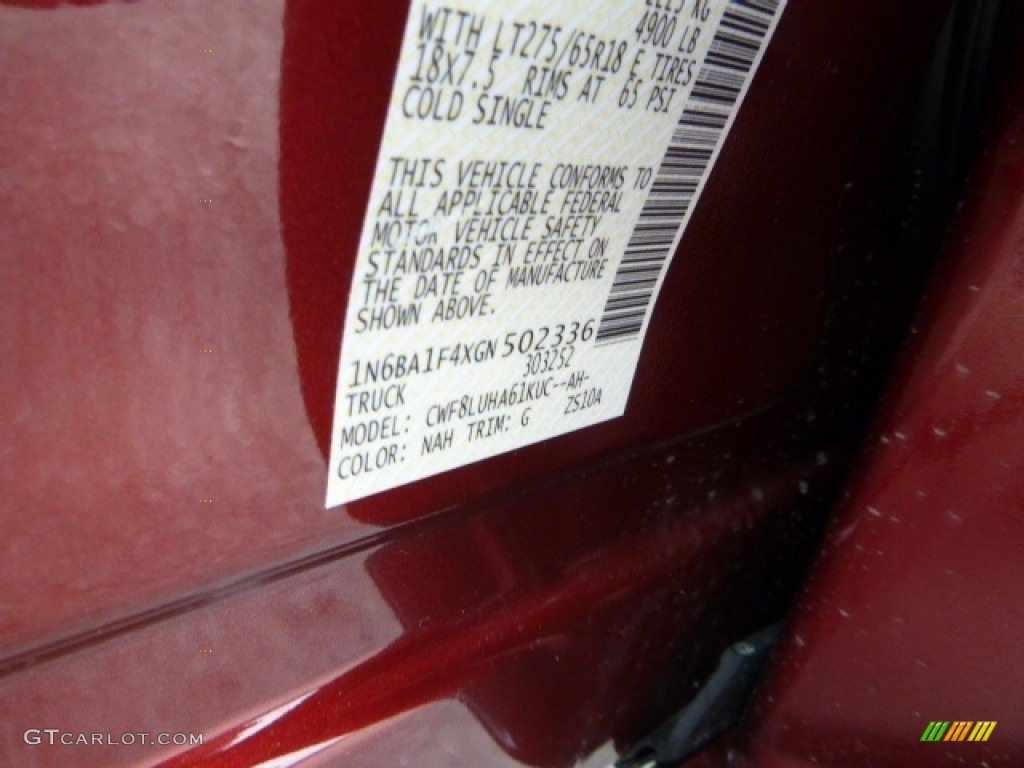 KG
4900 LB
WITH LT275/65R18 E TIRES
18X7.5 RIMS AT 65 PSI
COLD SINGLE
THIS VEHICLE CONFORMS TO
ALL APPLICABLE FEDERAL
MOTOR VEHICLE SAFETY
STANDARDS IN EFFECT ON
THE DATE OF MANUFACTURE
SHOWN ABOVE.
1N6BA1F4XGN502336
303252
TRUCK
MODEL: CWF8LUHA61KUC--AH-
COLOR: NAH TRIM: G ZS10A
GTCARLOT.COM